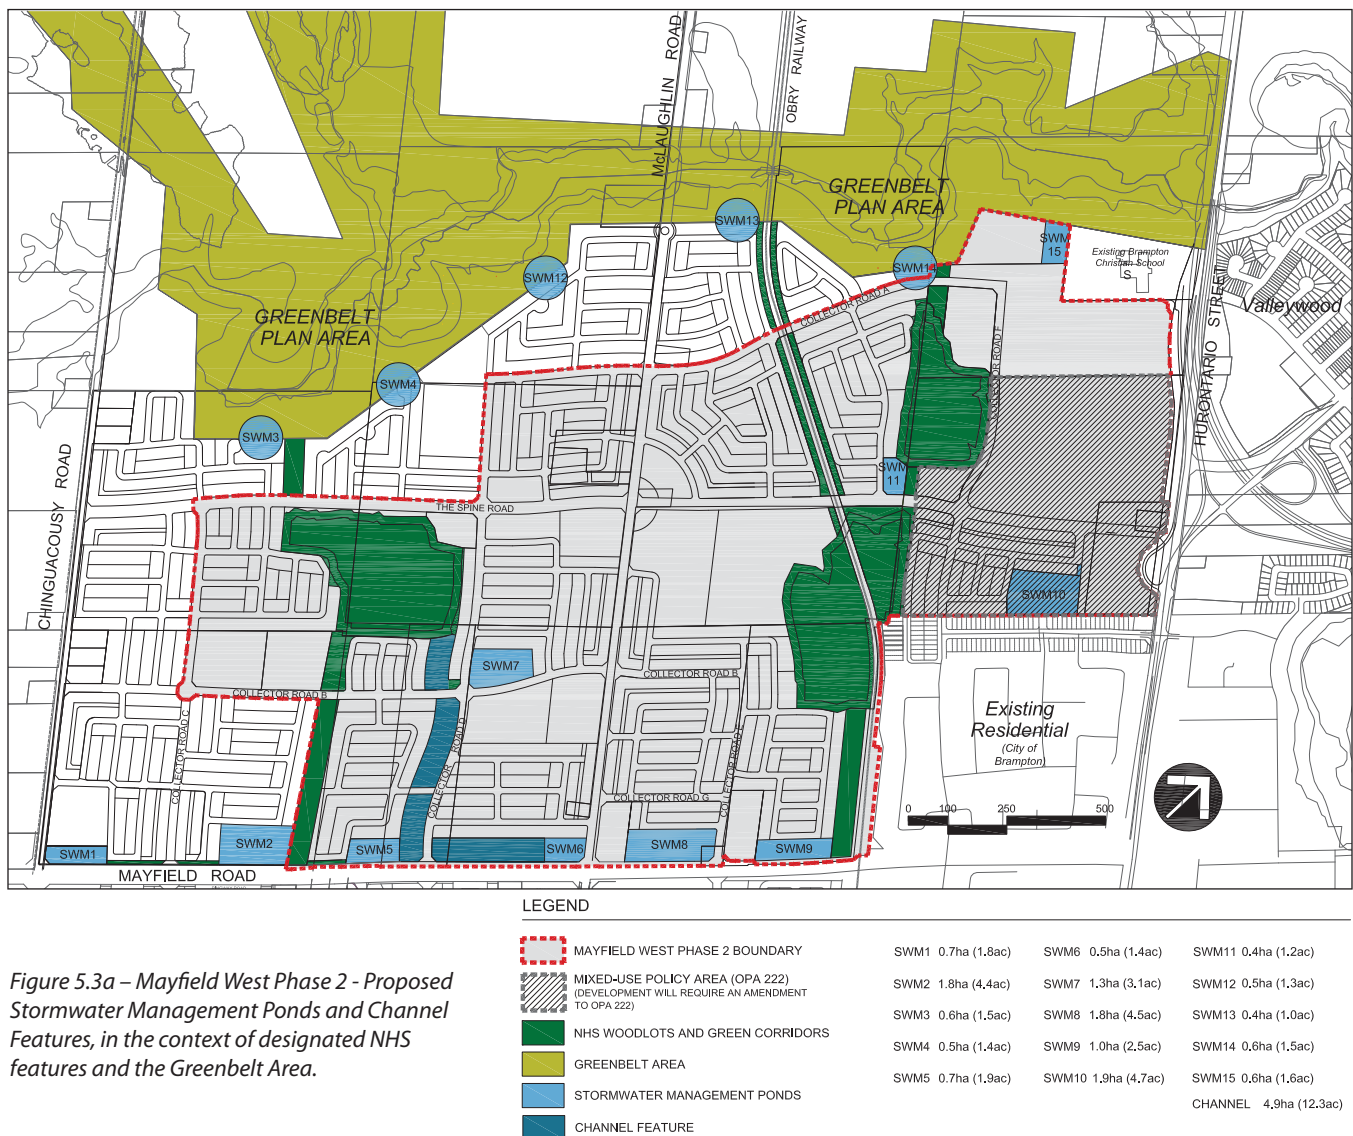 McLAUGHLIN ROAD
OBRY RAILWAY
GREENBELT
PLAN AREA
SWM13
SWM
15
Existing Brampton
Christian School
S
SWM14
SWM12
COLLECTOR ROAD A
HURONTARIO STREET
Valleywood
GREENBELT
PLAN AREA
COLLECTOR ROAD F
SWM4
SWM3
CHINGUACOUSY ROAD
SWM
11
THE SPINE ROAD
SWM10
SWM7
COLLECTOR ROAD B
COLLECTOR ROAD B
COLLECTOR ROAD C
COLLECTOR ROAD D
COLLECTOR ROAD E
Existing
Residential
(City of
Brampton)
COLLECTOR ROAD G
0 100 250 500
SWM1
SWM2
SWM5
SWM6
SWM8
SWM9
MAYFIELD ROAD
LEGEND
MAYFIELD WEST PHASE 2 BOUNDARY
MIXED-USE POLICY AREA (OPA 222)
(DEVELOPMENT WILL REQUIRE AN AMENDMENT
TO OPA 222)
NHS WOODLOTS AND GREEN CORRIDORS
GREENBELT AREA
STORMWATER MANAGEMENT PONDS
CHANNEL FEATURE
SWM1 0.7ha (1.8ac)
SWM2 1.8ha (4.4ac)
SWM3 0.6ha (1.5ac)
SWM4 0.5ha (1.4ac)
SWM5 0.7ha (1.9ac)
SWM6 0.5ha (1.4ac)
SWM7 1.3ha (3.1ac)
SWM8 1.8ha (4.5ac)
SWM9 1.0ha (2.5ac)
SWM10 1.9ha (4.7ac)
SWM11 0.4ha (1.2ac)
SWM12 0.5ha (1.3ac)
SWM13 0.4ha (1.0ac)
SWM14 0.6ha (1.5ac)
SWM15 0.6ha (1.6ac)
CHANNEL 4.9ha (12.3ac)
Figure 5.3a – Mayfield West Phase 2 - Proposed
Stormwater Management Ponds and Channel
Features, in the context of designated NHS
features and the Greenbelt Area.